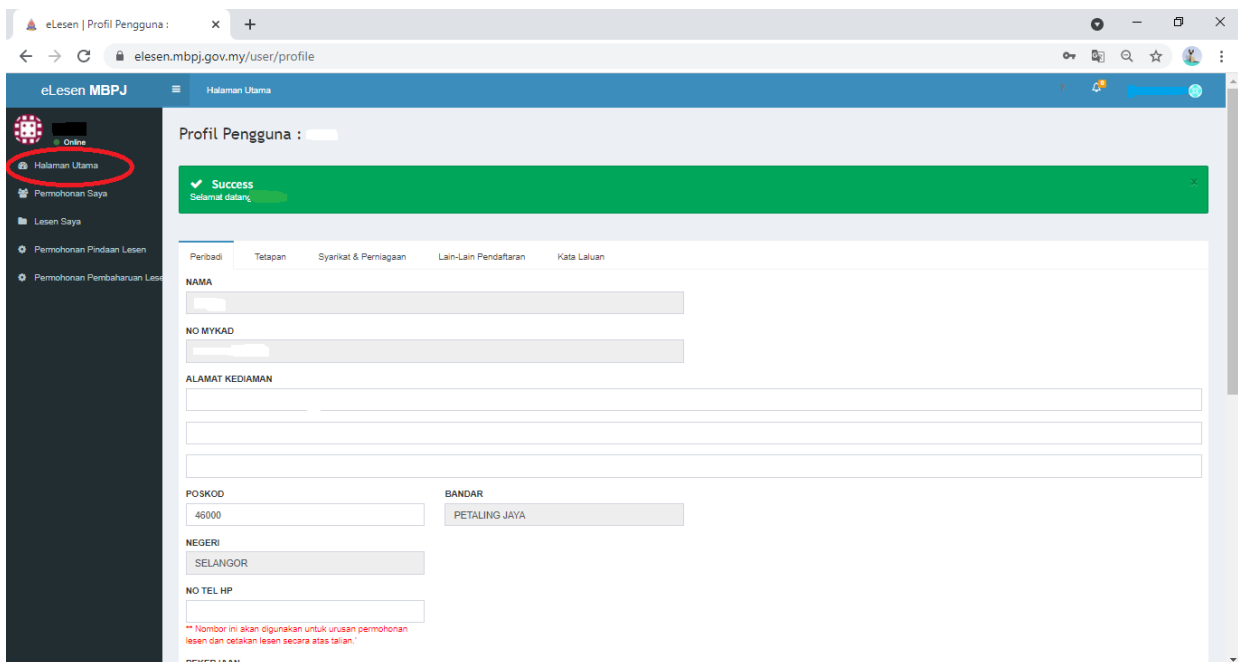 eLesen | Profil Pengguna :
elesen.mbpj.gov.my/user/profile
eLesen MBPJ
Halaman Utama
Online
Profil Pengguna :
Halaman Utama
Success
Selamat datang
Permohonan Saya
Lesen Saya
Permohonan Pindaan Lesen
Permohonan Pembaharuan Lese
Peribadi Tetapan Syarikat & Perniagaan Lain-Lain Pendaftaran Kata Laluan
NAMA
NO MYKAD
ALAMAT KEDIAMAN
POSKOD BANDAR
46000 PETALING JAYA
NEGERI
SELANGOR
NO TEL HP
** Nombor ini akan digunakan untuk urusan permohonan
lesen dan cetakan lesen secara atas talian.'
PEKERJAAN